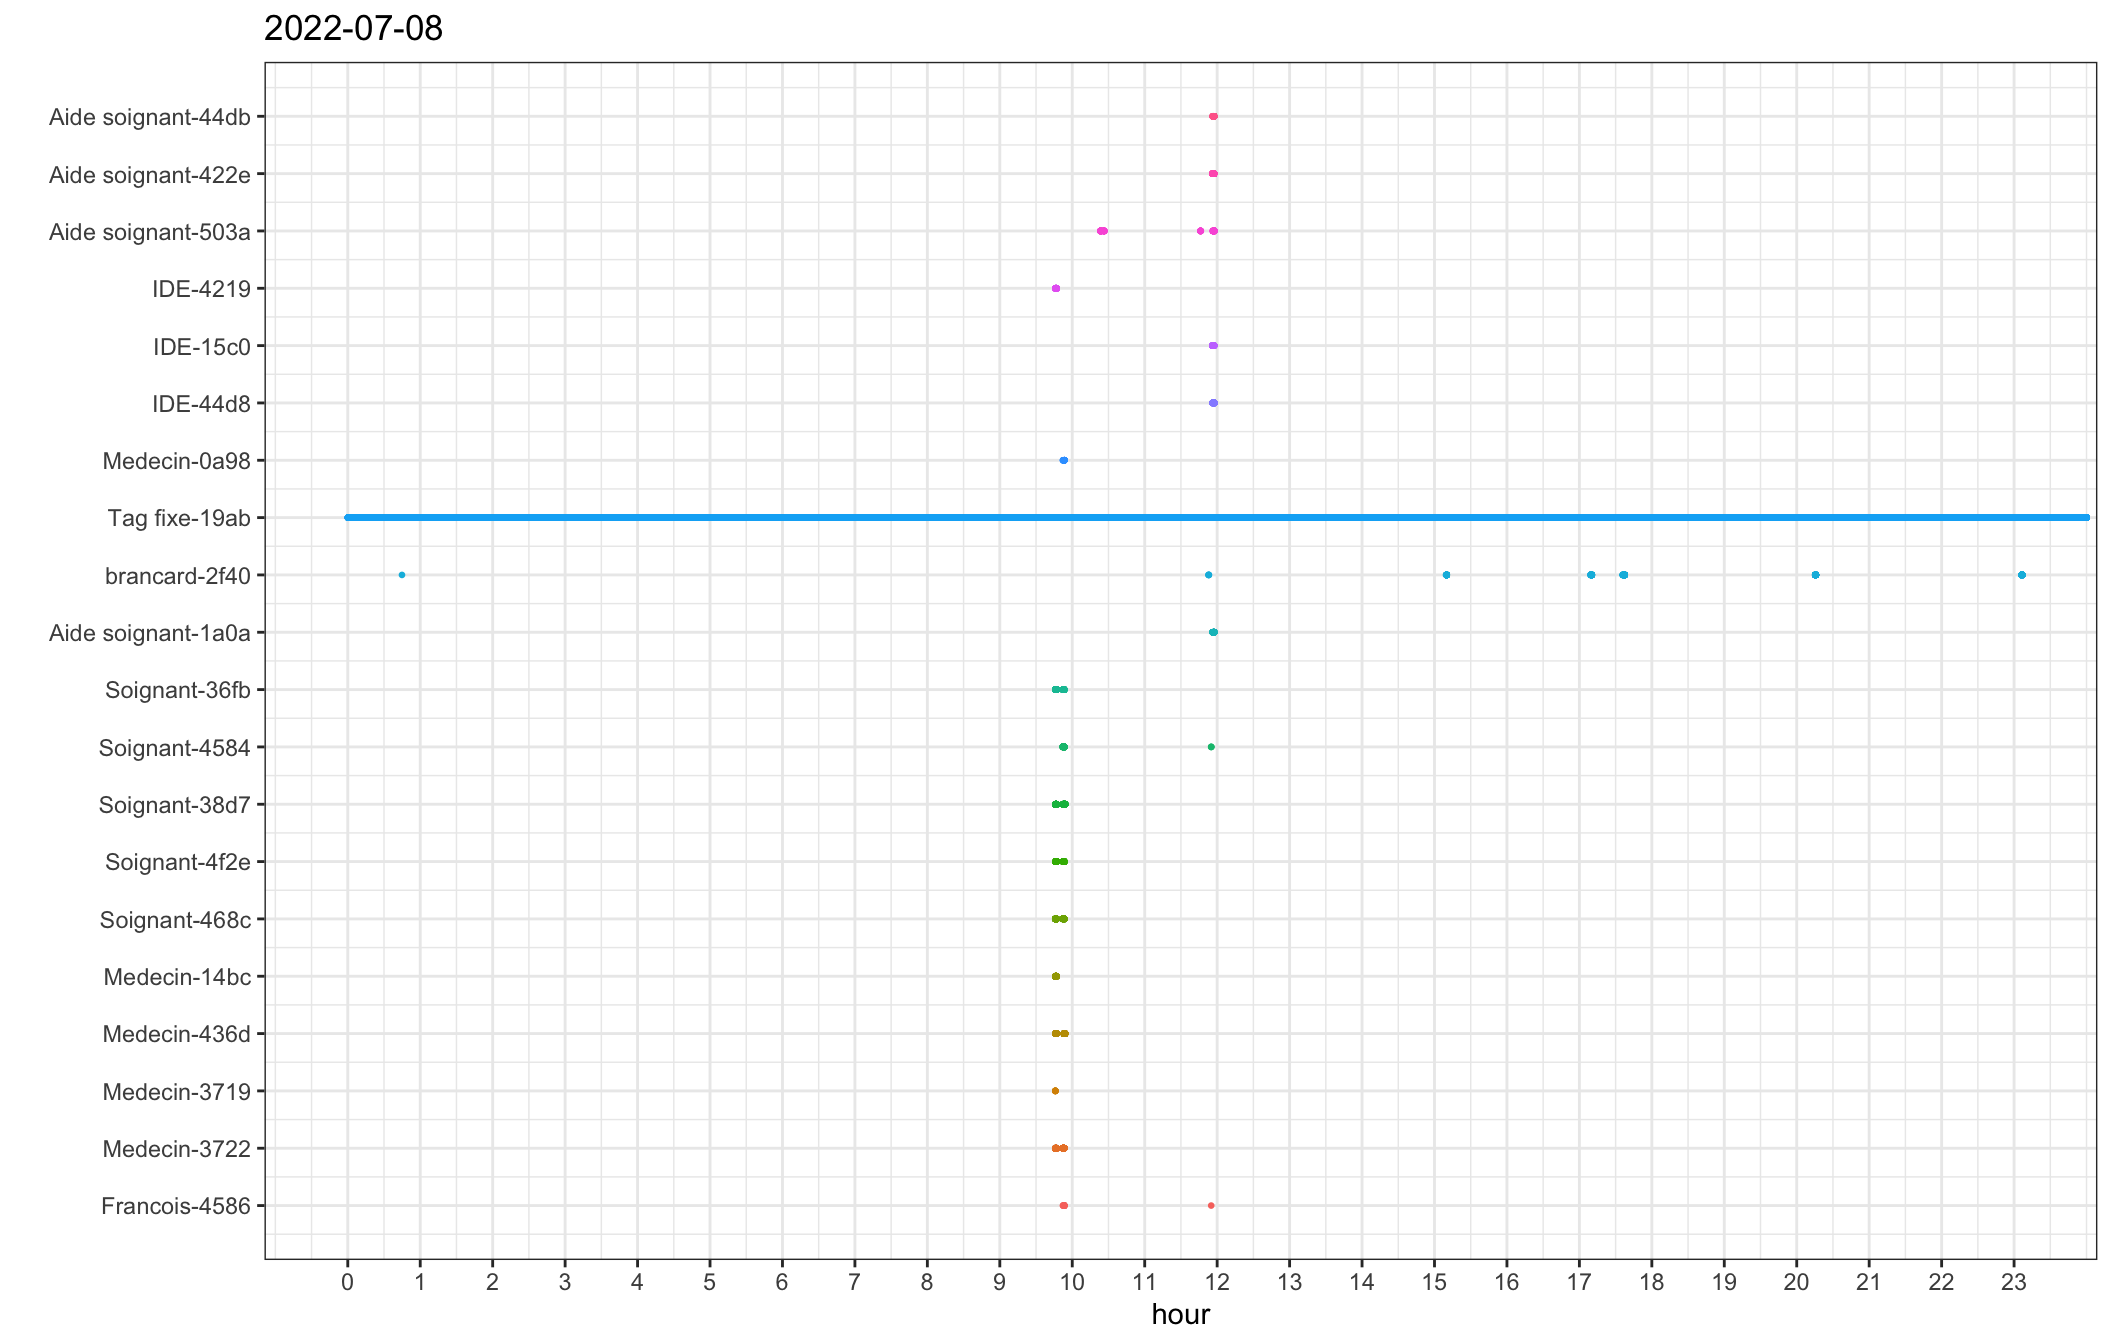 2022-07-08
Aide soignant-44db
Aide soignant-422e
Aide soignant-503a
IDE-4219
IDE-15c0
IDE-44d8
Medecin-0a98
Tag fixe-19ab
brancard-2f40
Aide soignant-1a0a
Soignant-36fb
Soignant-4584
Soignant-38d7
Soignant-4f2e
Soignant-468c
Medecin-14bc
Medecin-436d
Medecin-3719
Medecin-3722
Francois-4586
0 1 2 3 4 5 6 7 8 9 10 11 12 13 14 15 16 17 18 19 20 21 22 23
hour